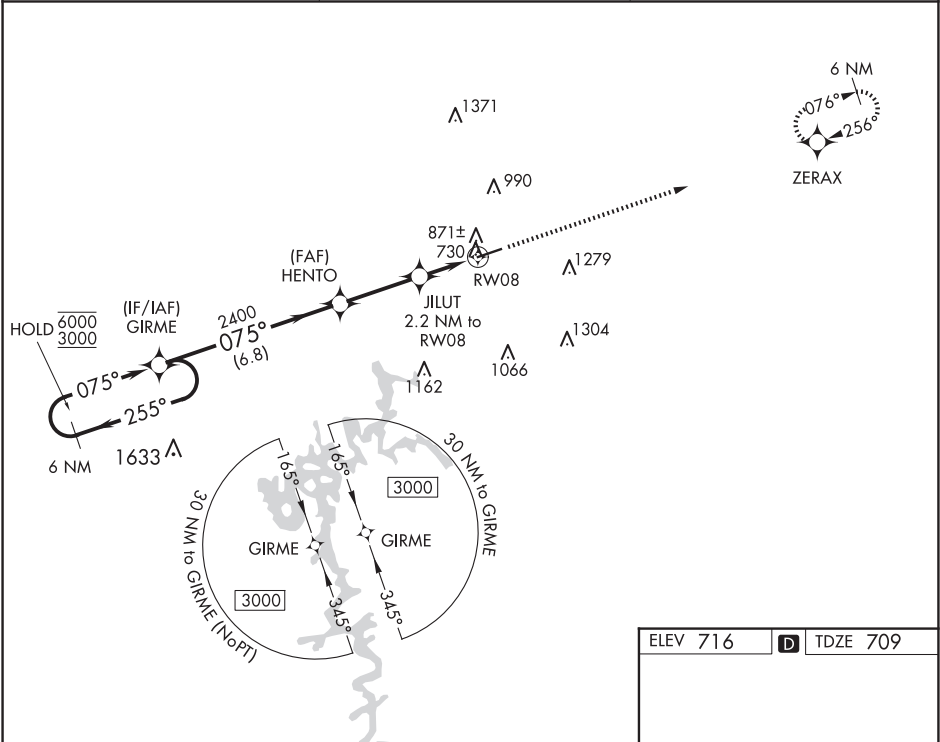 6 NM
076°
256°
ZERAX
1371
990
871±
730
RW08
1279
(FAF)
HENTO
JILUT
2.2 NM to
RW08
1304
1066
1162
(IF/IAF)
GIRME
2400
075°
(6.8)
HOLD 6000
3000
075°
255°
6 NM
1633
165°
GIRME
3000
345°
30 NM to GIRME (NoPT)
165°
3000
GIRME
345°
30 NM to GIRME
ELEV 716 D TDZE 709